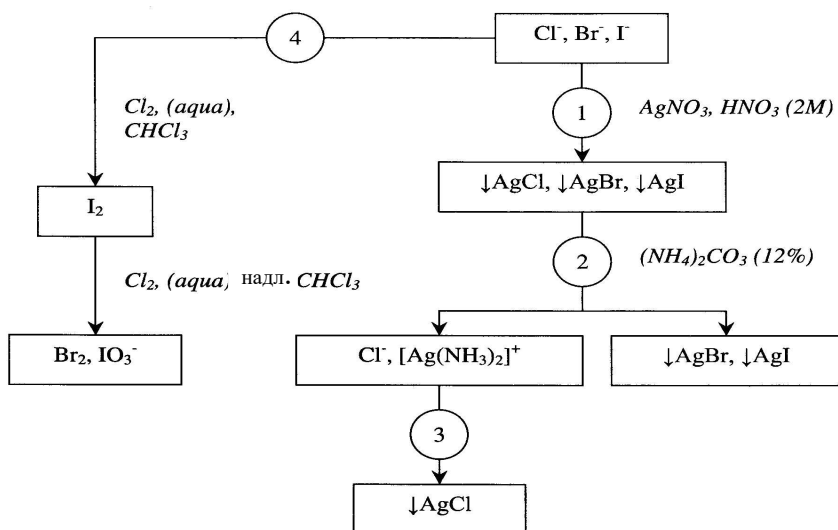 4
Cl⁻, Br⁻, I⁻
Cl₂, (aqua),
CHCl₃
1
AgNO₃, HNO₃ (2M)
↓AgCl, ↓AgBr, ↓AgI
I₂
2
(NH₄)₂CO₃ (12%)
Cl₂, (aqua) надл. CHCl₃
Br₂, IO₃⁻
Cl⁻, [Ag(NH₃)₂]⁺
↓AgBr, ↓AgI
3
↓AgCl